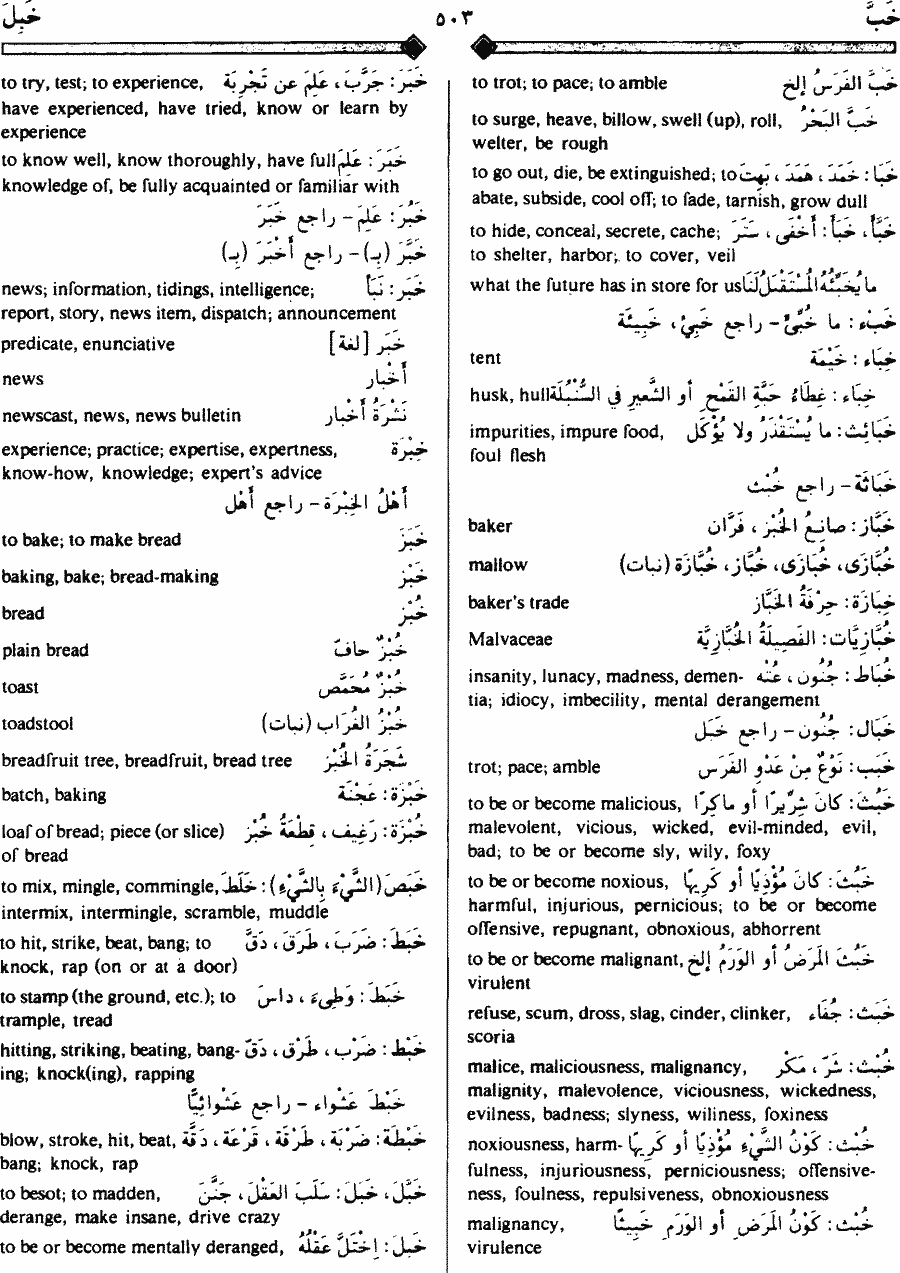 خَبَّ ٥٠٣ خَبِلَ
خَبَّ الفَرَسُ إلخ to trot; to pace; to amble
خَبَّ البَحْرُ to surge, heave, billow, swell (up), roll,
welter, be rough
خَبَا : خَمَدَ ، هَمَدَ ، بَهِتَ to go out, die, be extinguished; to
abate, subside, cool off; to fade, tarnish, grow dull
خَبَّأَ ، خَبَأَ : أَخْفَى ، سَتَرَ to hide, conceal, secrete, cache;
to shelter, harbor; to cover, veil
ما يُخَبِّئُهُ المُسْتَقْبَلُ لَنَا what the future has in store for us
خَبْء : ما خُبِّئَ - راجع خَبِيْء ، خَبِيئَة
خِبَاء : خَيْمَة tent
خِبَاء : غِطَاءُ حَبَّةِ القَمْحِ أو الشَّعيرِ في السُّنْبُلَة husk, hull
خَبَائِث : ما يُسْتَقْذَرُ ولا يُؤْكَل impurities, impure food,
foul flesh
خَبَاثَة - راجع خُبْث
خَبَّاز : صانِعُ الخُبْزِ ، فَرَّان baker
خُبَّازَى ، خُبَازَى ، خُبَّاز ، خُبَّازَة (نبات) mallow
خِبَازَة : حِرْفَةُ الخَبَّاز baker's trade
خُبَّازِيَّات : الفَصِيلَةُ الخُبَّازِيَّة Malvaceae
خُبَاط : جُنُون ، عَتَه insanity, lunacy, madness, demen-
tia; idiocy, imbecility, mental derangement
خَبَال : جُنُون - راجع خَبَل
خَبَب : نَوْعٌ مِنْ عَدْوِ الفَرَس trot; pace; amble
خَبُثَ : كانَ شِرِّيرًا أو ماكِرًا to be or become malicious,
malevolent, vicious, wicked, evil-minded, evil,
bad; to be or become sly, wily, foxy
خَبُثَ : كانَ مُؤْذِيًا أو كَرِيهًا to be or become noxious,
harmful, injurious, pernicious; to be or become
offensive, repugnant, obnoxious, abhorrent
خَبُثَ المَرَضُ أو الوَرَمُ إلخ to be or become malignant,
virulent
خَبَث : جُفَاء refuse, scum, dross, slag, cinder, clinker,
scoria
خُبْث : شَرّ ، مَكْر malice, maliciousness, malignancy,
malignity, malevolence, viciousness, wickedness,
evilness, badness; slyness, wiliness, foxiness
خُبْث : كَوْنُ الشَّيْءِ مُؤْذِيًا أو كَرِيهًا noxiousness, harm-
fulness, injuriousness, perniciousness; offensive-
ness, foulness, repulsiveness, obnoxiousness
خُبْث : كَوْنُ المَرَضِ أو الوَرَمِ خَبِيثًا malignancy,
virulence
خَبَرَ : جَرَّبَ ، عَلِمَ عن تَجْرِبَة to try, test; to experience,
have experienced, have tried, know or learn by
experience
خَبَرَ : عَلِمَ to know well, know thoroughly, have full
knowledge of, be fully acquainted or familiar with
خَبُرَ : عَلِمَ - راجع خَبَرَ
خَبَّرَ (بـ) - راجع أَخْبَرَ (بـ)
خَبَر : نَبَأ news; information, tidings, intelligence;
report, story, news item, dispatch; announcement
خَبَر [لغة] predicate, enunciative
أَخْبار news
نَشْرَةُ أَخْبار newscast, news, news bulletin
خِبْرَة experience; practice; expertise, expertness,
know-how, knowledge; expert's advice
أَهْلُ الخِبْرَة - راجع أَهْل
خَبَزَ to bake; to make bread
خَبْز baking, bake; bread-making
خُبْز bread
خُبْزٌ حافّ plain bread
خُبْزٌ مُحَمَّص toast
خُبْزُ الغُرَاب (نبات) toadstool
شَجَرَةُ الخُبْز breadfruit tree, breadfruit, bread tree
خَبْزَة : عَجْنَة batch, baking
خُبْزَة : رَغِيف ، قِطْعَةُ خُبْز loaf of bread; piece (or slice)
of bread
خَبَصَ (الشَّيْءَ بِالشَّيْءِ) : خَلَطَ to mix, mingle, commingle,
intermix, intermingle, scramble, muddle
خَبَطَ : ضَرَبَ ، طَرَقَ ، دَقَّ to hit, strike, beat, bang; to
knock, rap (on or at a door)
خَبَطَ : وَطِىءَ ، داسَ to stamp (the ground, etc.); to
trample, tread
خَبْط : ضَرْب ، طَرْق ، دَقّ hitting, striking, beating, bang-
ing; knock(ing), rapping
خَبْطَ عَشْواء - راجع عَشْوائِيًّا
خَبْطَة : ضَرْبَة ، طَرْقَة ، قَرْعَة ، دَقَّة blow, stroke, hit, beat,
bang; knock, rap
خَبَلَ ، خَبَّلَ : سَلَبَ العَقْلَ ، جَنَّنَ to besot; to madden,
derange, make insane, drive crazy
خَبِلَ : اِخْتَلَّ عَقْلُهُ to be or become mentally deranged,